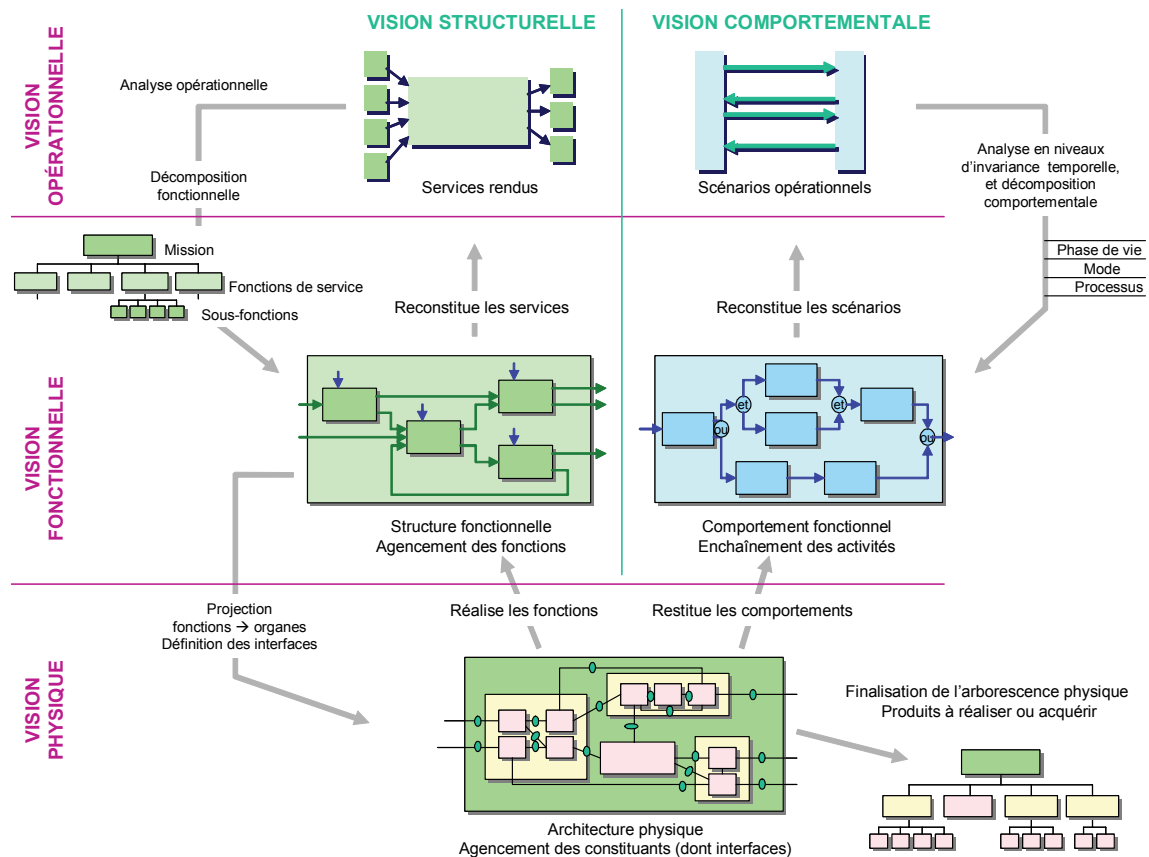 VISION STRUCTURELLE
VISION COMPORTEMENTALE
VISION
OPÉRATIONNELLE
Analyse opérationnelle
Décomposition
fonctionnelle
Services rendus
Scénarios opérationnels
Analyse en niveaux
d'invariance temporelle,
et décomposition
comportementale
Mission
Fonctions de service
Sous-fonctions
Reconstitue les services
Reconstitue les scénarios
Phase de vie
Mode
Processus
VISION
FONCTIONNELLE
et
et
ou
ou
Structure fonctionnelle
Agencement des fonctions
Comportement fonctionnel
Enchaînement des activités
Projection
fonctions → organes
Définition des interfaces
Réalise les fonctions
Restitue les comportements
VISION
PHYSIQUE
Finalisation de l'arborescence physique
Produits à réaliser ou acquérir
Architecture physique
Agencement des constituants (dont interfaces)